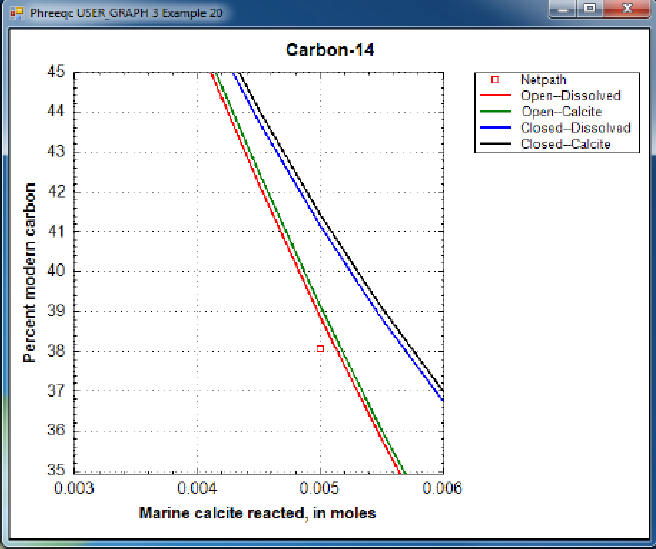 Phreeqc USER_GRAPH 3 Example 20
Carbon-14
Netpath
Open--Dissolved
Open--Calcite
Closed--Dissolved
Closed--Calcite
Percent modern carbon
45
44
43
42
41
40
39
38
37
36
35
0.003
0.004
0.005
0.006
Marine calcite reacted, in moles